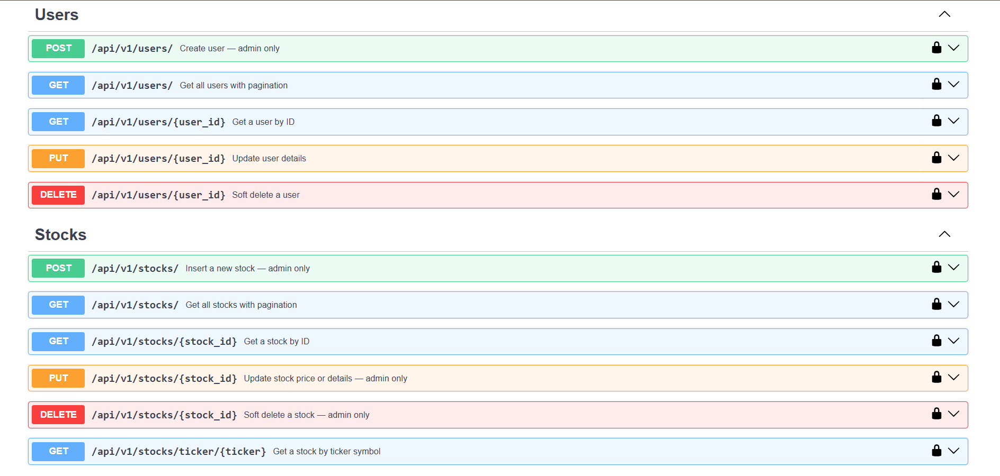 Users
POST /api/v1/users/ Create user — admin only
GET /api/v1/users/ Get all users with pagination
GET /api/v1/users/{user_id} Get a user by ID
PUT /api/v1/users/{user_id} Update user details
DELETE /api/v1/users/{user_id} Soft delete a user
Stocks
POST /api/v1/stocks/ Insert a new stock — admin only
GET /api/v1/stocks/ Get all stocks with pagination
GET /api/v1/stocks/{stock_id} Get a stock by ID
PUT /api/v1/stocks/{stock_id} Update stock price or details — admin only
DELETE /api/v1/stocks/{stock_id} Soft delete a stock — admin only
GET /api/v1/stocks/ticker/{ticker} Get a stock by ticker symbol